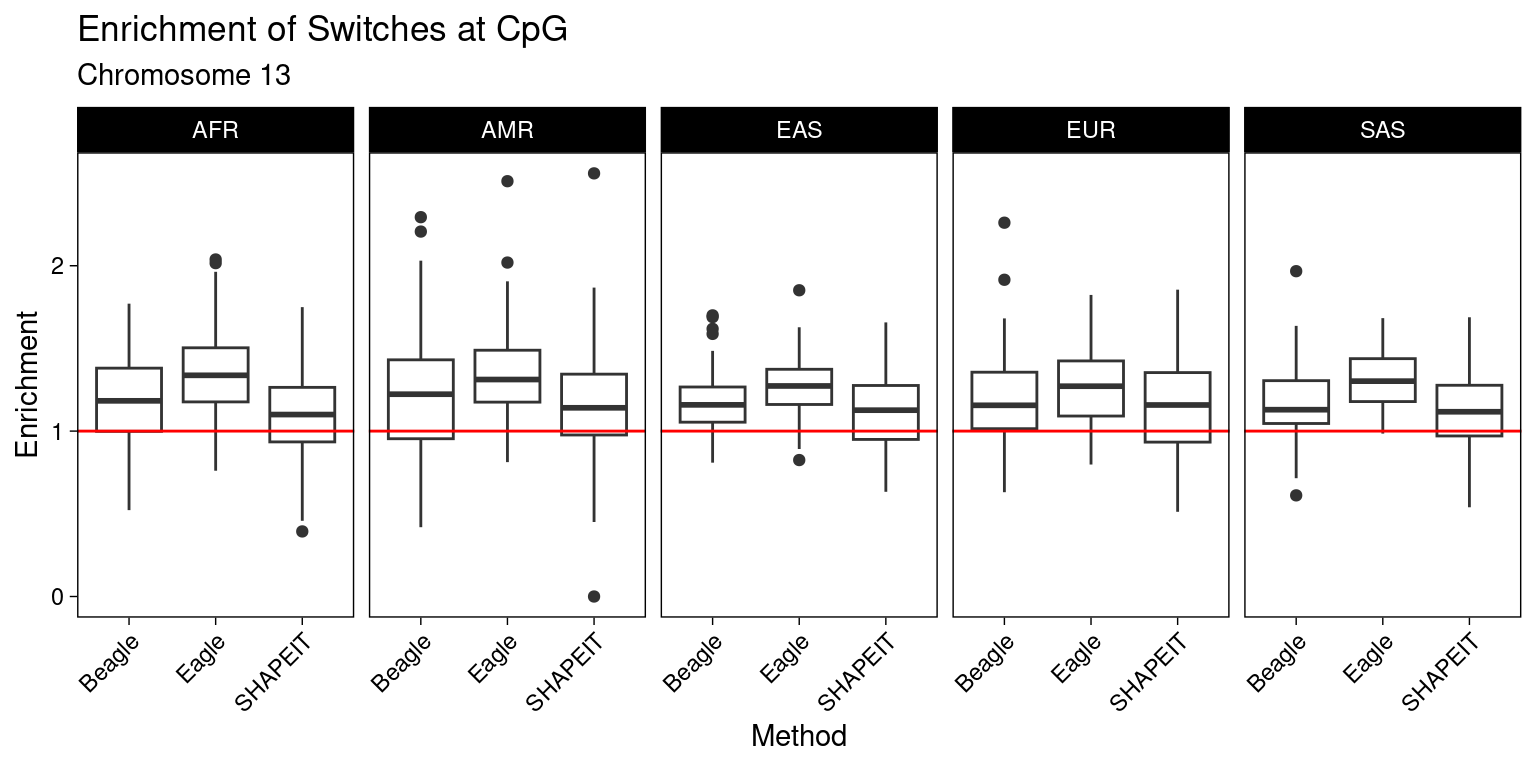 Enrichment of Switches at CpG
Chromosome 13
AFR AMR EAS EUR SAS
Enrichment
2
1
0
Beagle Eagle SHAPEIT Beagle Eagle SHAPEIT Beagle Eagle SHAPEIT Beagle Eagle SHAPEIT Beagle Eagle SHAPEIT
Method